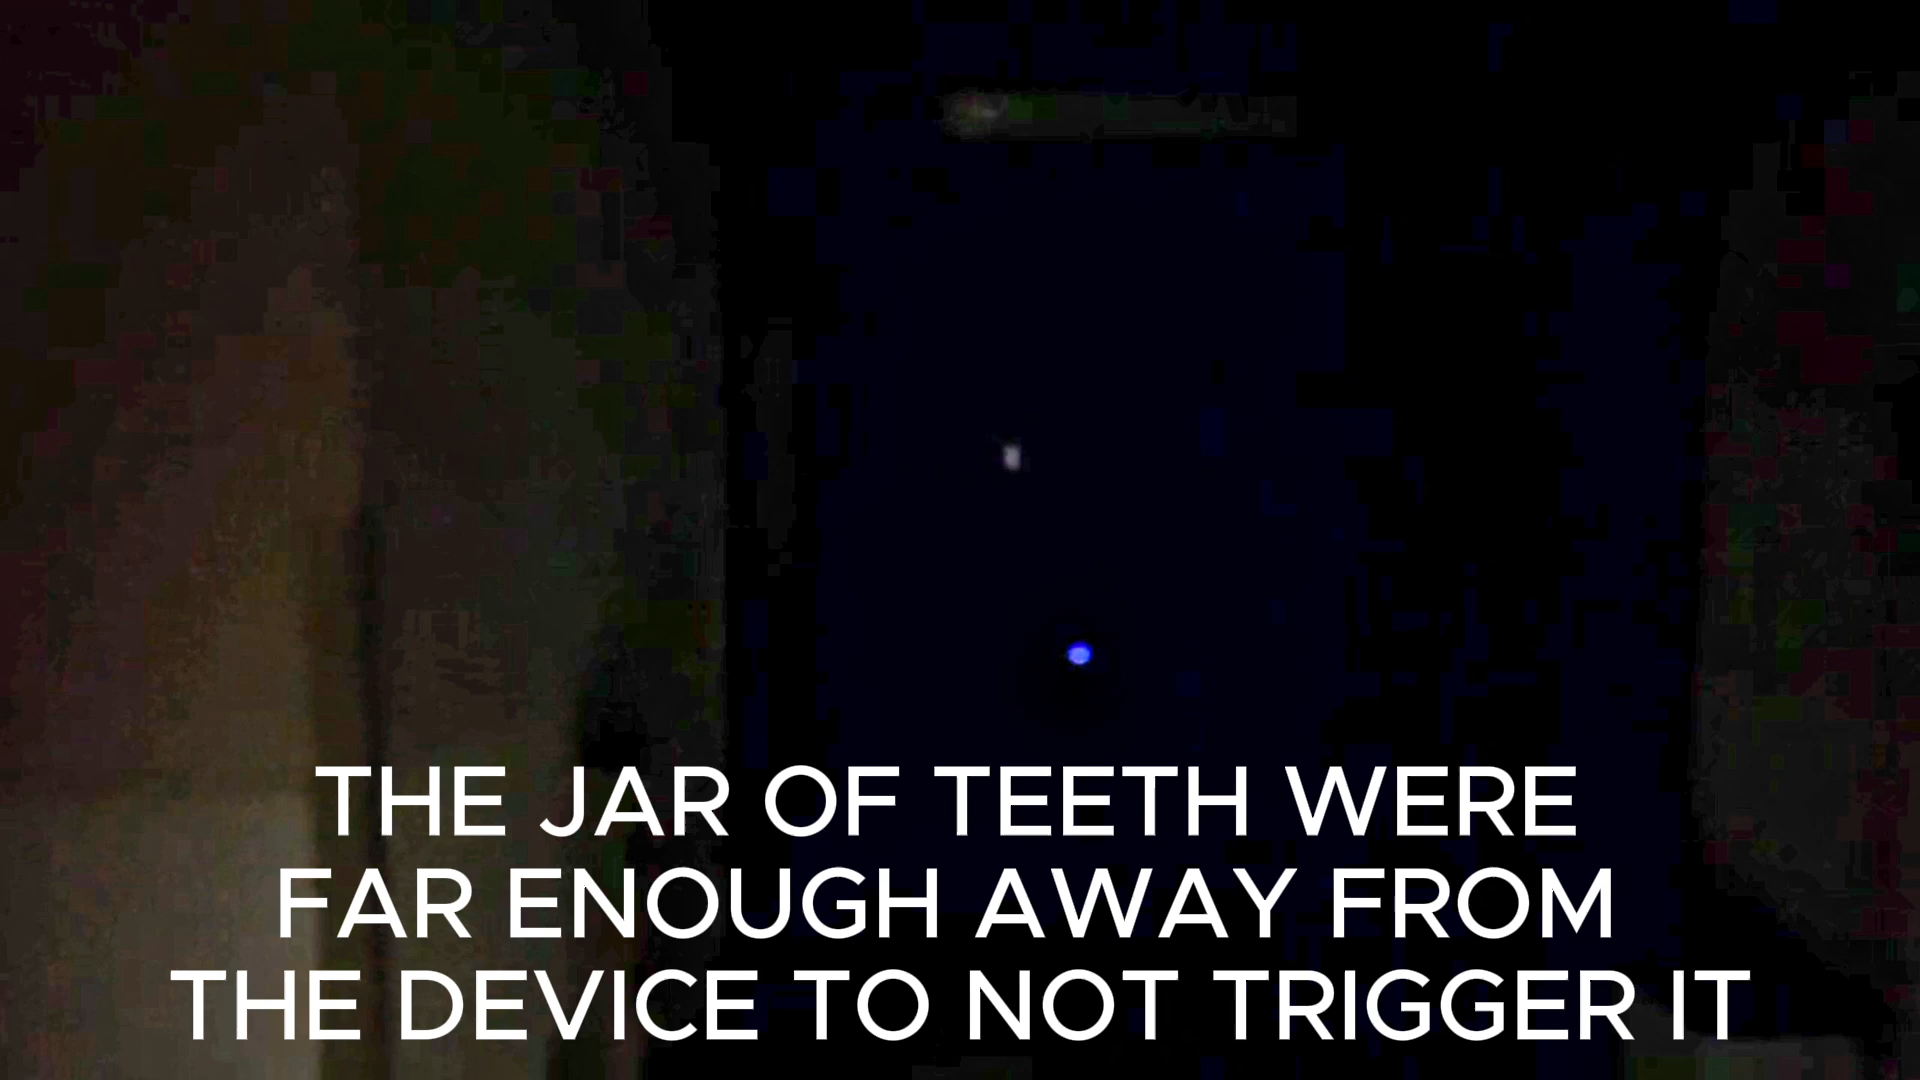 THE JAR OF TEETH WERE
FAR ENOUGH AWAY FROM
THE DEVICE TO NOT TRIGGER IT